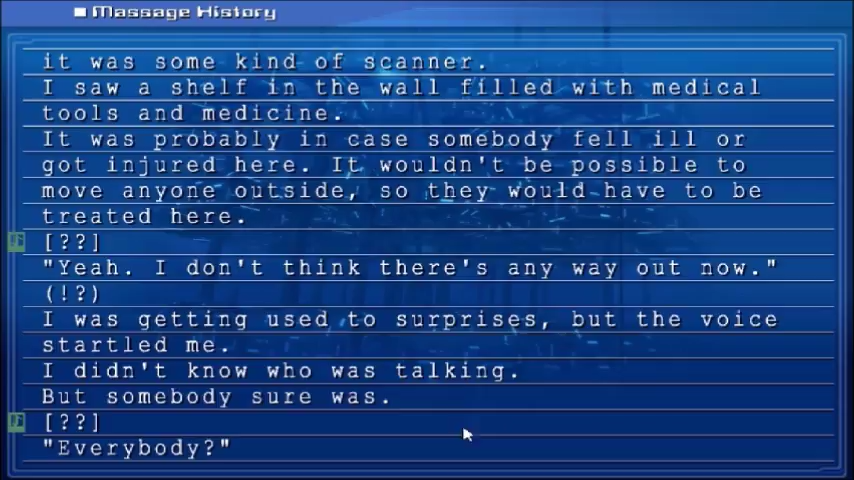 Massage History
it was some kind of scanner.
I saw a shelf in the wall filled with medical
tools and medicine.
It was probably in case somebody fell ill or
got injured here. It wouldn't be possible to
move anyone outside, so they would have to be
treated here.
[??]
"Yeah. I don't think there's any way out now."
(!?)
I was getting used to surprises, but the voice
startled me.
I didn't know who was talking.
But somebody sure was.
[??]
"Everybody?"